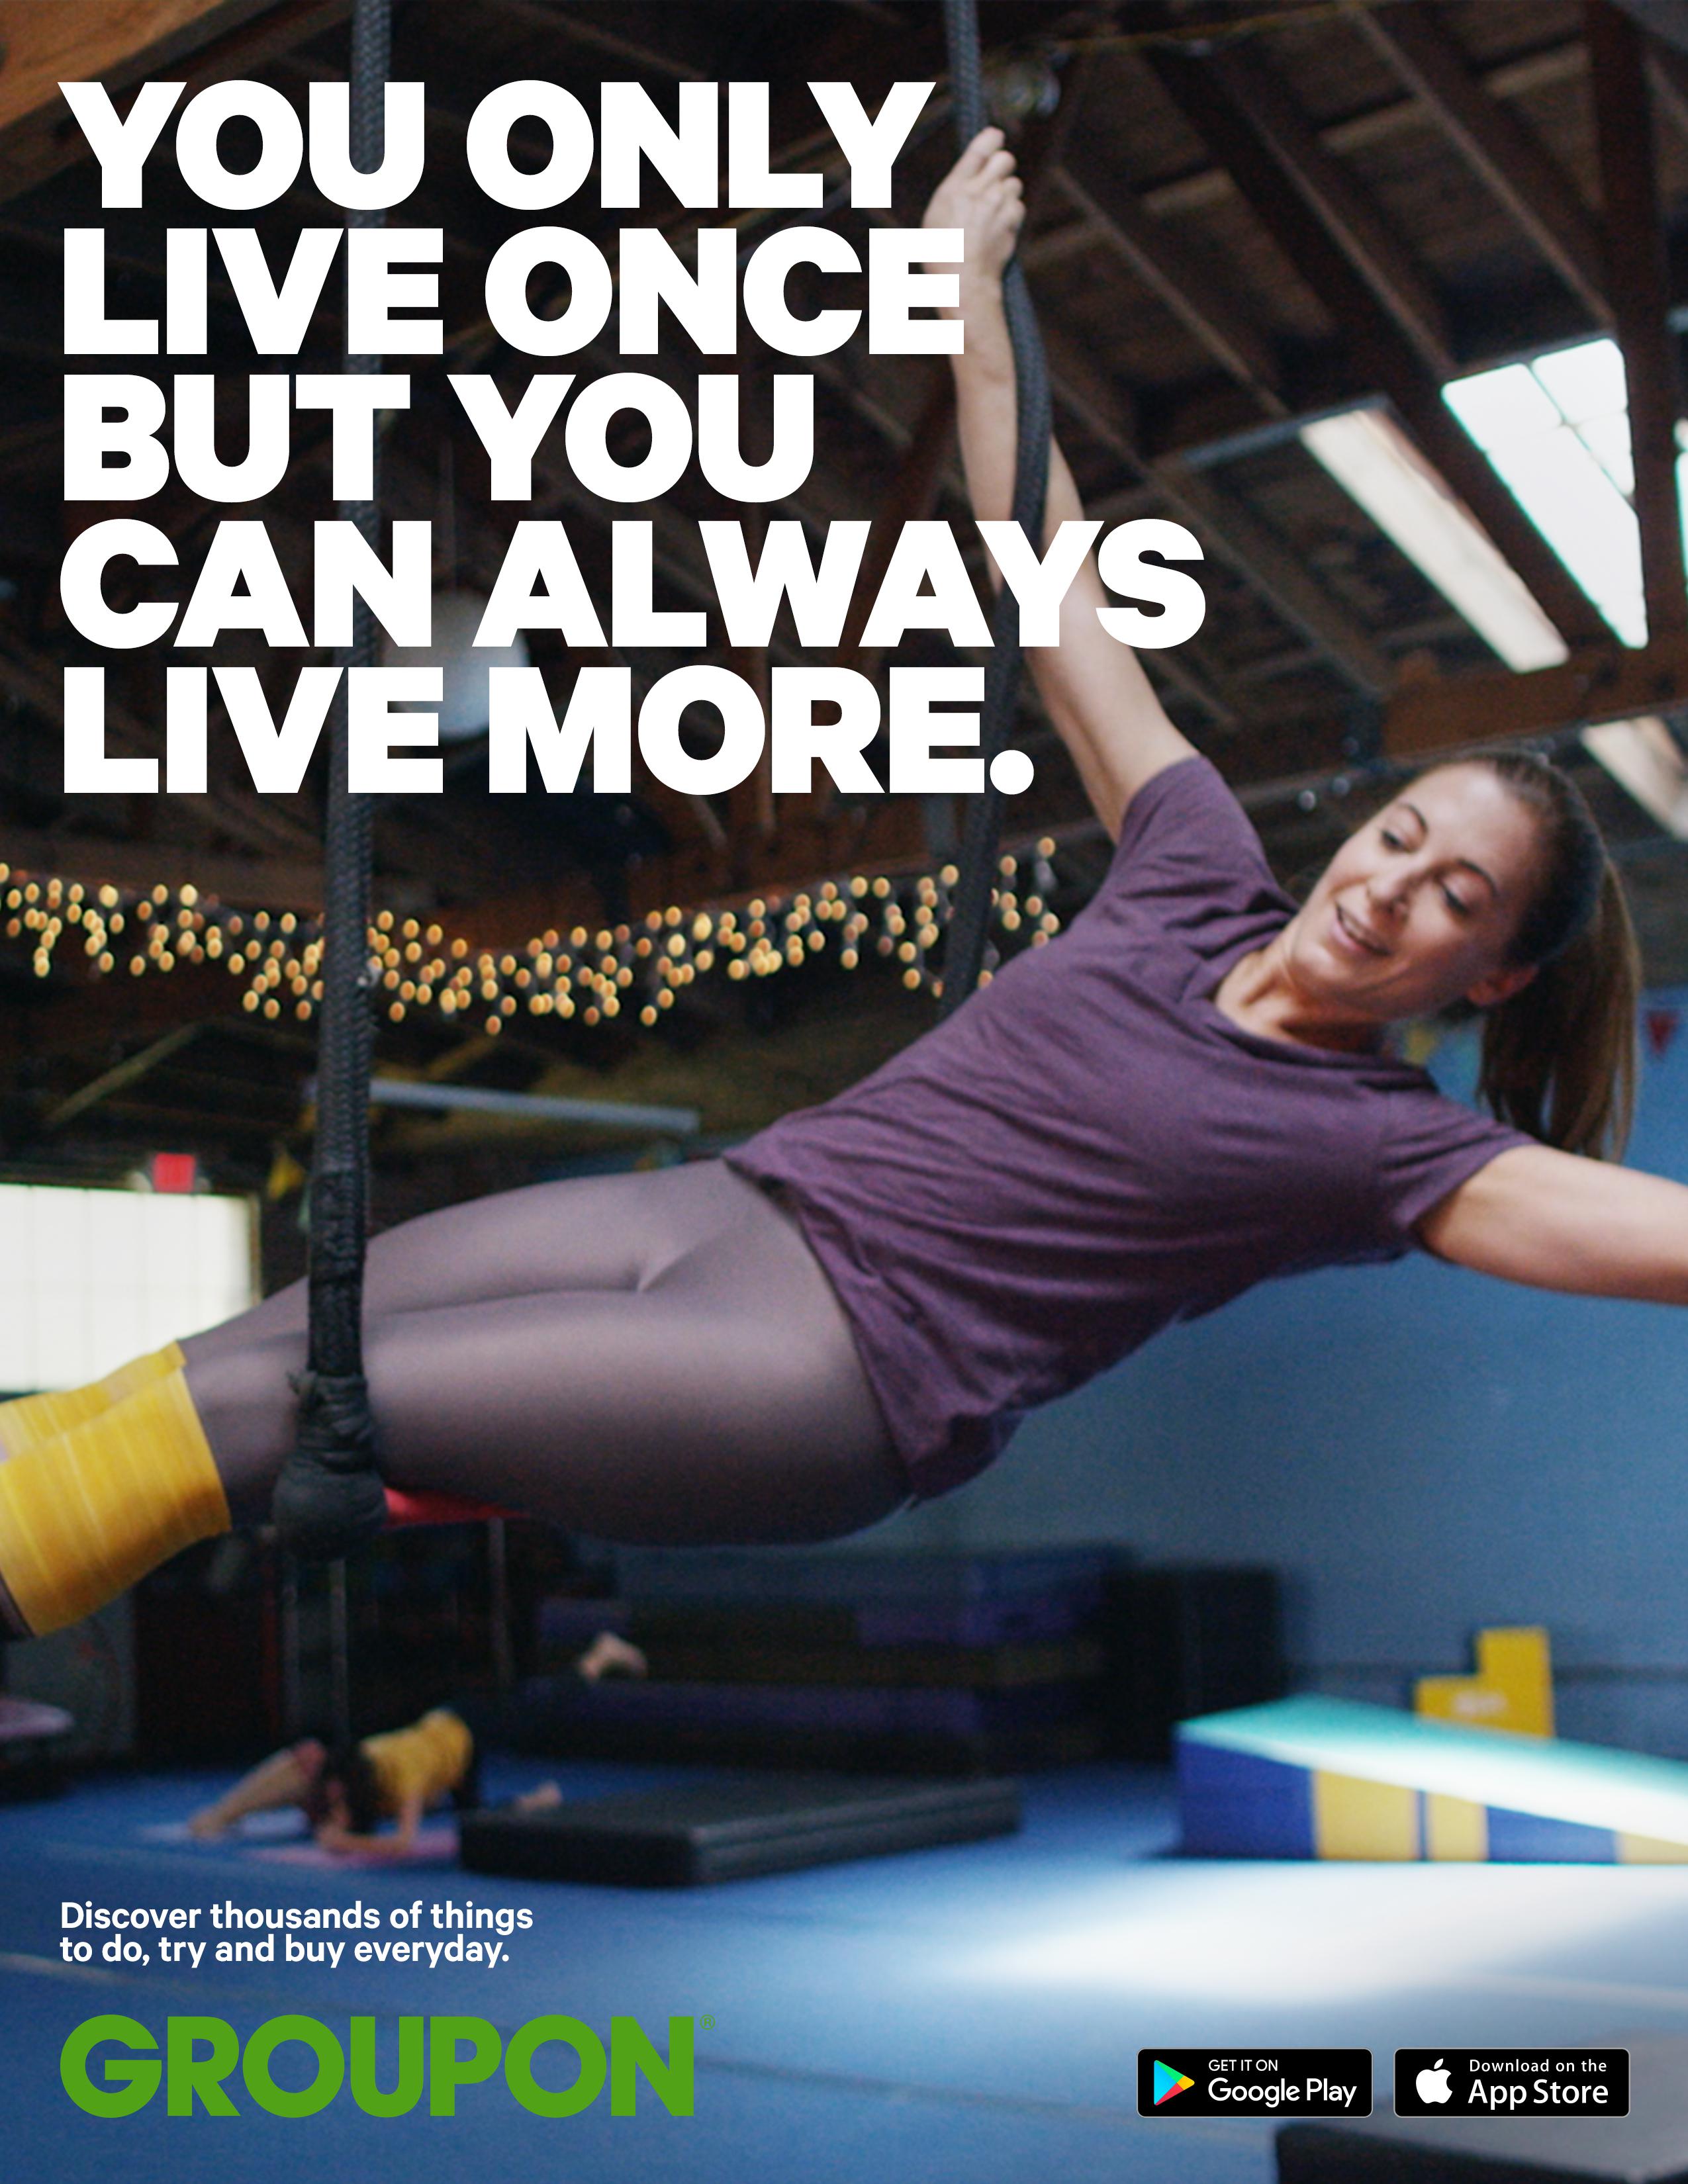 YOU ONLY
LIVE ONCE
BUT YOU
CAN ALWAYS
LIVE MORE.
Discover thousands of things
to do, try and buy everyday.
GROUPON®
GET IT ON
Google Play
Download on the
App Store